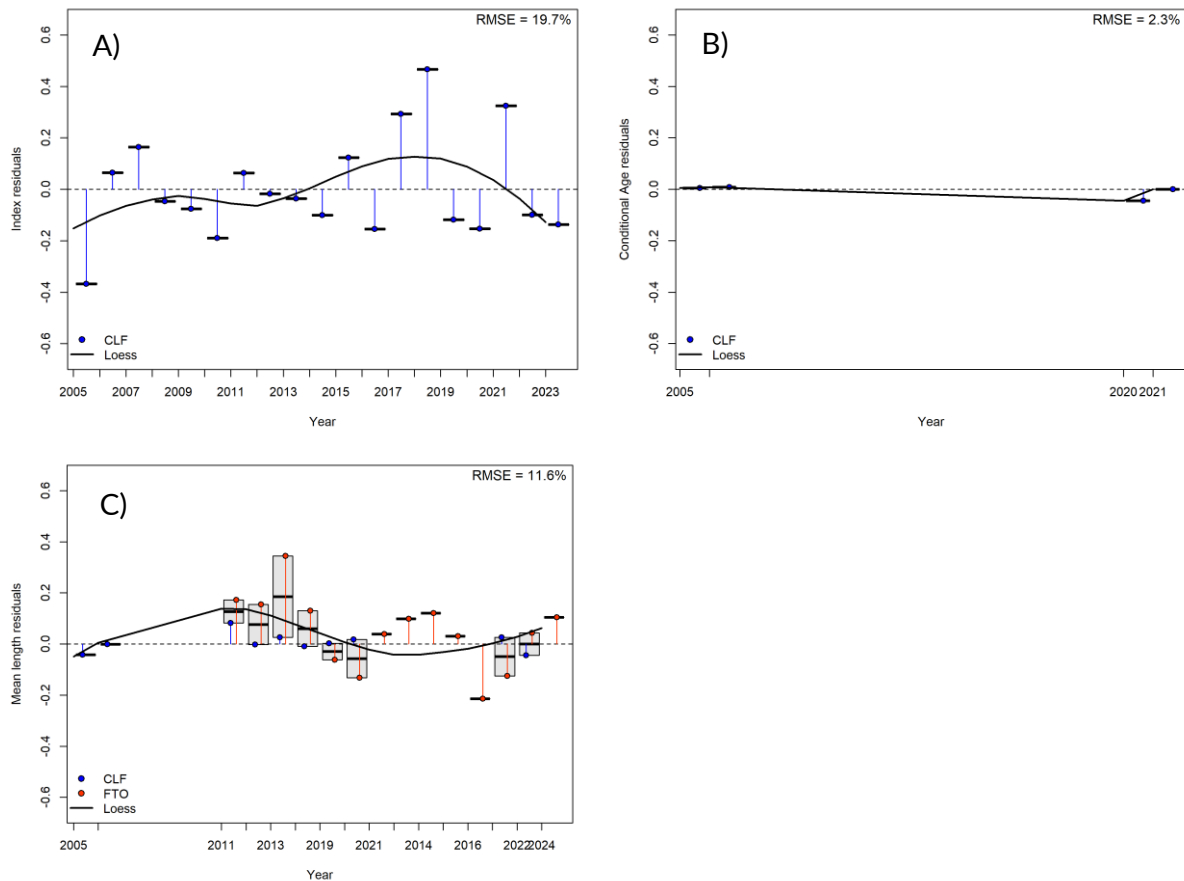 RMSE = 19.7%
A)
Index residuals
0.6
0.4
0.2
0.0
-0.2
-0.4
-0.6
CLF
Loess
2005 2007 2009 2011 2013 2015 2017 2019 2021 2023
Year
RMSE = 2.3%
B)
Conditional Age residuals
0.6
0.4
0.2
0.0
-0.2
-0.4
-0.6
CLF
Loess
2005 2020 2021
Year
RMSE = 11.6%
C)
Mean length residuals
0.6
0.4
0.2
0.0
-0.2
-0.4
-0.6
CLF
FTO
Loess
2005 2011 2013 2019 2021 2014 2016 2022 2024
Year